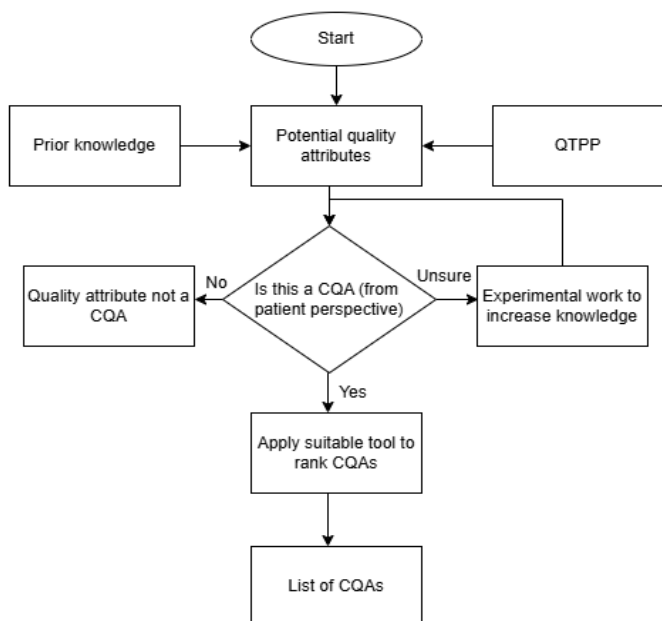 Start
Prior knowledge
Potential quality
attributes
QTPP
No
Is this a CQA (from
patient perspective)
Unsure
Quality attribute not a
CQA
Experimental work to
increase knowledge
Yes
Apply suitable tool to
rank CQAs
List of CQAs